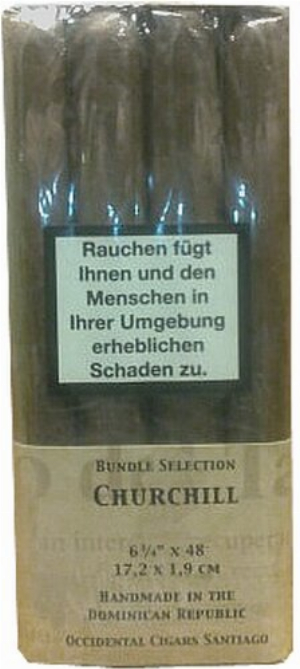 Rauchen fügt
Ihnen und den
Menschen in
Ihrer Umgebung
erheblichen
Schaden zu.
BUNDLE SELECTION
CHURCHILL
6¾" x 48
17,2 x 1,9 CM
HANDMADE IN THE
DOMINICAN REPUBLIC
OCCIDENTAL CIGARS SANTIAGO